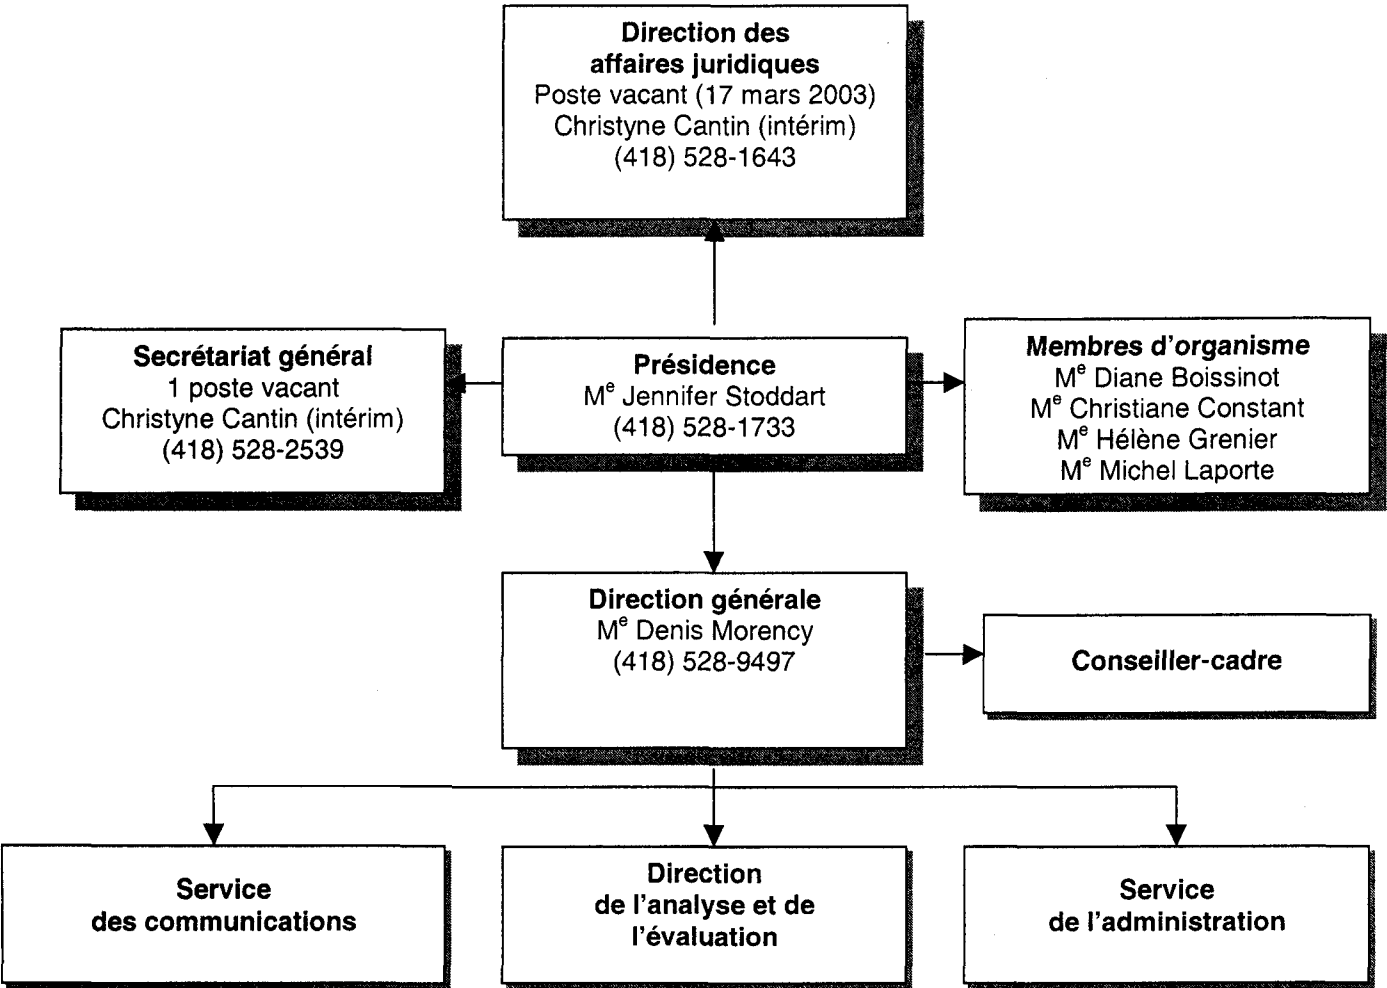 Direction des
affaires juridiques
Poste vacant (17 mars 2003)
Christyne Cantin (intérim)
(418) 528-1643
Secrétariat général
1 poste vacant
Christyne Cantin (intérim)
(418) 528-2539
Présidence
Mᵉ Jennifer Stoddart
(418) 528-1733
Membres d'organisme
Mᵉ Diane Boissinot
Mᵉ Christiane Constant
Mᵉ Hélène Grenier
Mᵉ Michel Laporte
Direction générale
Mᵉ Denis Morency
(418) 528-9497
Conseiller-cadre
Service
des communications
Direction
de l'analyse et de
l'évaluation
Service
de l'administration